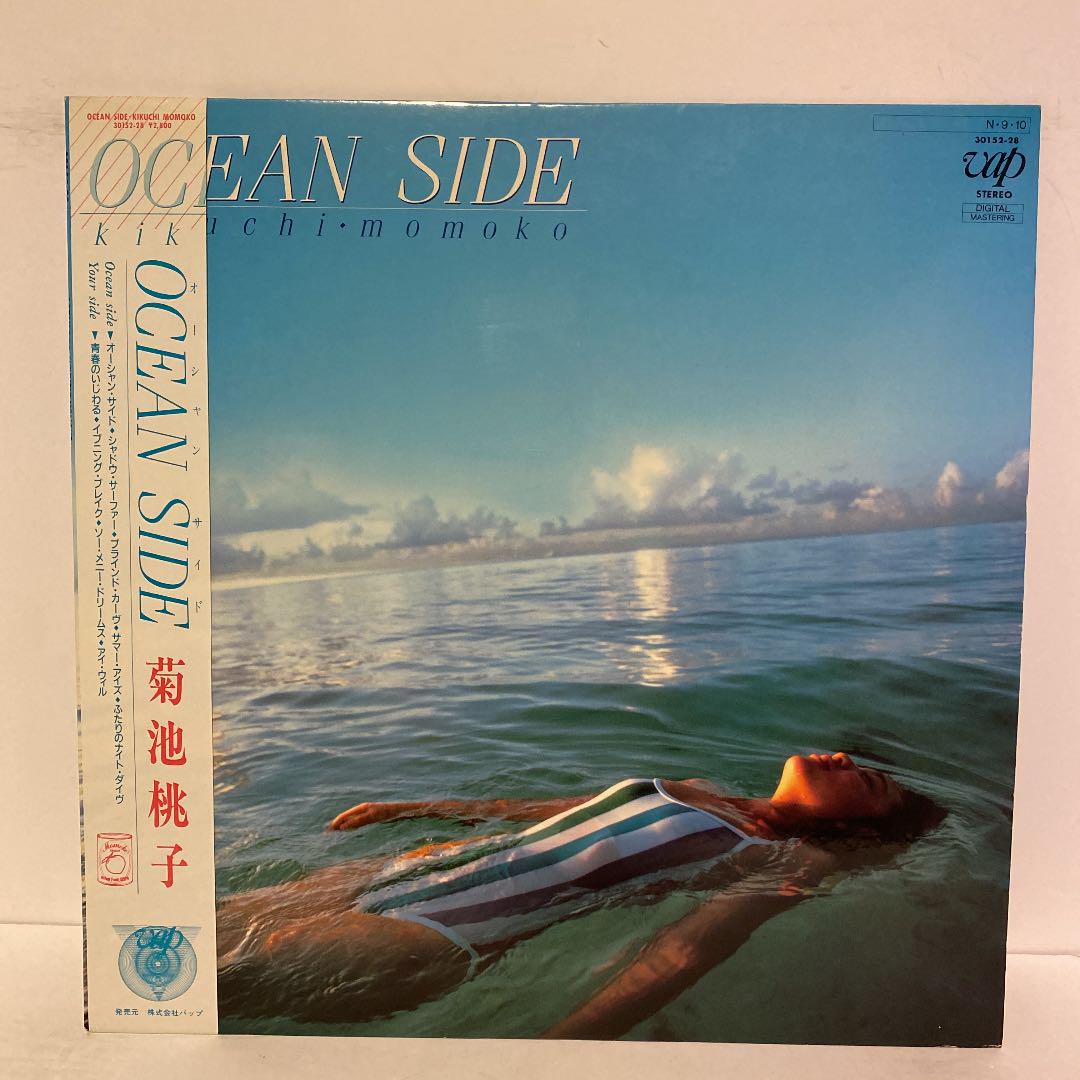 OCEAN SIDE・KIKUCHI MOMOKO
30152-28 ¥2,800
OCEAN SIDE
kikuchi・momoko
N・9・10
30152-28
vap
STEREO
DIGITAL
MASTERING
オーシャンサイド
OCEAN SIDE
菊池桃子
Ocean side▼オーシャン・サイド◆シャドウ・サーファー◆ブラインド・カーヴ◆サマー・アイズ◆ふたりのナイト・ダイヴ
Your side▼青春のいじわる◆イブニング・ブレイク◆ソー・メニー・ドリームス◆アイ・ウィル
Momoko
vap
発売元 株式会社バップ